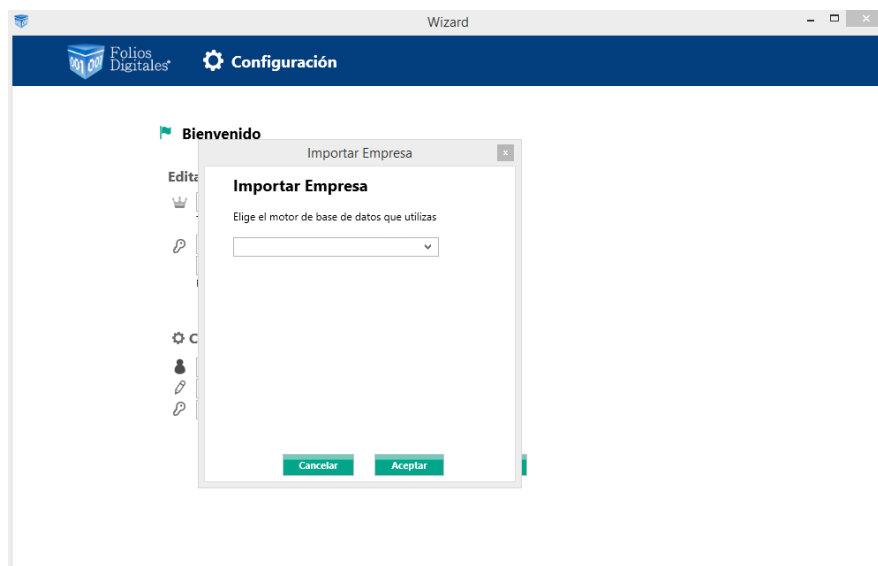 Wizard
Folios
Digitales
Configuración
Bienvenido
Importar Empresa
Edita
Importar Empresa
Elige el motor de base de datos que utilizas
C
Cancelar
Aceptar